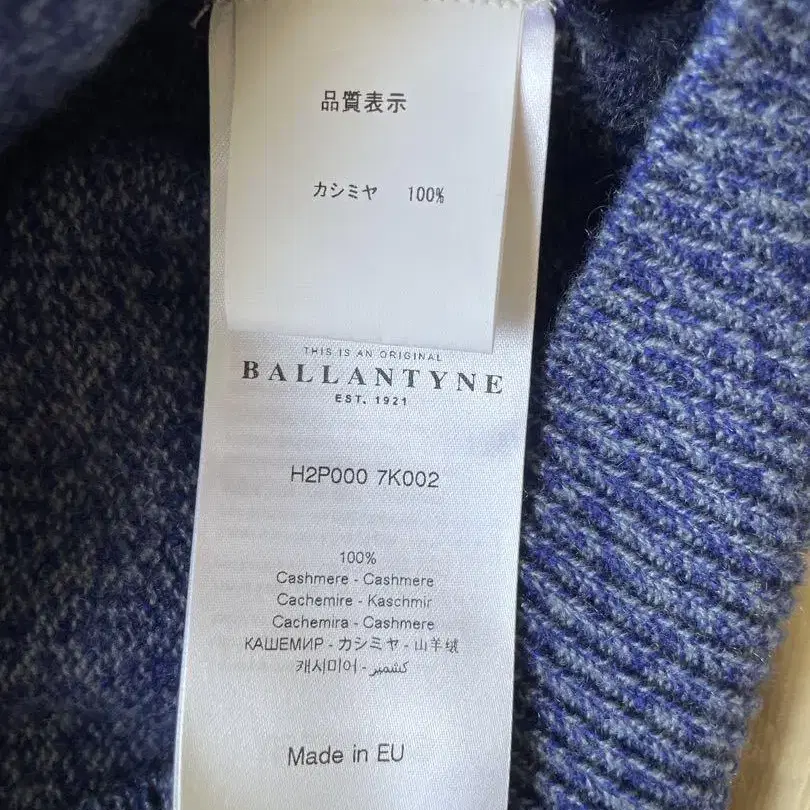 品質表示
カシミヤ 100%
THIS IS AN ORIGINAL
BALLANTYNE
EST. 1921
H2P000 7K002
100%
Cashmere - Cashmere
Cachemire - Kaschmir
Cachemira - Cashmere
КАШЕМИР - カシミヤ - 山羊绒
캐시미어 - كشمير
Made in EU